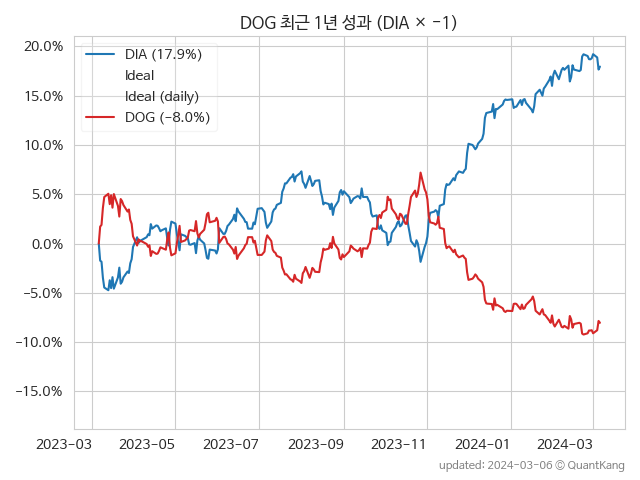 DOG 최근 1년 성과 (DIA × −1)
20.0%
15.0%
10.0%
5.0%
0.0%
−5.0%
−10.0%
−15.0%
DIA (17.9%)
Ideal
Ideal (daily)
DOG (−8.0%)
2023-03 2023-05 2023-07 2023-09 2023-11 2024-01 2024-03
updated: 2024-03-06 © QuantKang